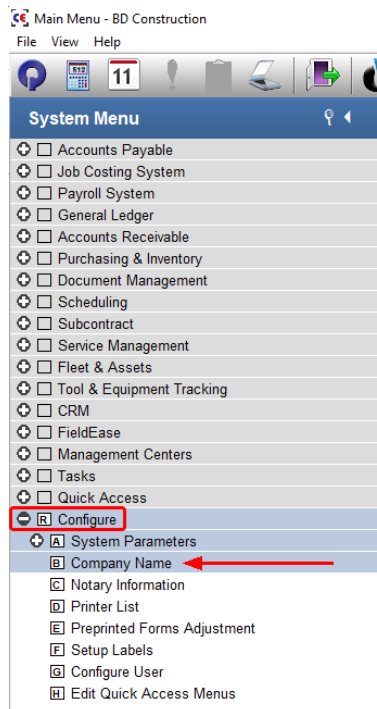 Main Menu - BD Construction
File View Help
612 11
System Menu
Accounts Payable
Job Costing System
Payroll System
General Ledger
Accounts Receivable
Purchasing & Inventory
Document Management
Scheduling
Subcontract
Service Management
Fleet & Assets
Tool & Equipment Tracking
CRM
FieldEase
Management Centers
Tasks
Quick Access
R Configure
A System Parameters
B Company Name
C Notary Information
D Printer List
E Preprinted Forms Adjustment
F Setup Labels
G Configure User
H Edit Quick Access Menus